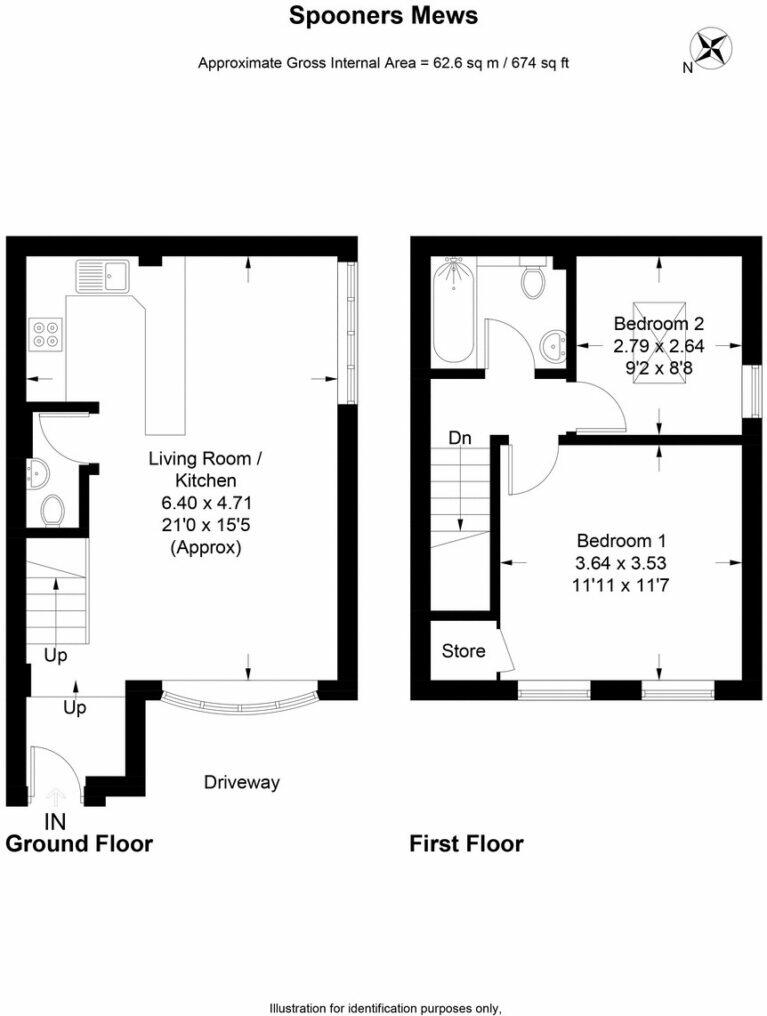 Spooners Mews
Approximate Gross Internal Area = 62.6 sq m / 674 sq ft
N
Living Room /
Kitchen
6.40 x 4.71
21'0 x 15'5
(Approx)
Up
Up
Driveway
IN
Ground Floor
Bedroom 2
2.79 x 2.64
9'2 x 8'8
Dn
Bedroom 1
3.64 x 3.53
11'11 x 11'7
Store
First Floor
Illustration for identification purposes only,